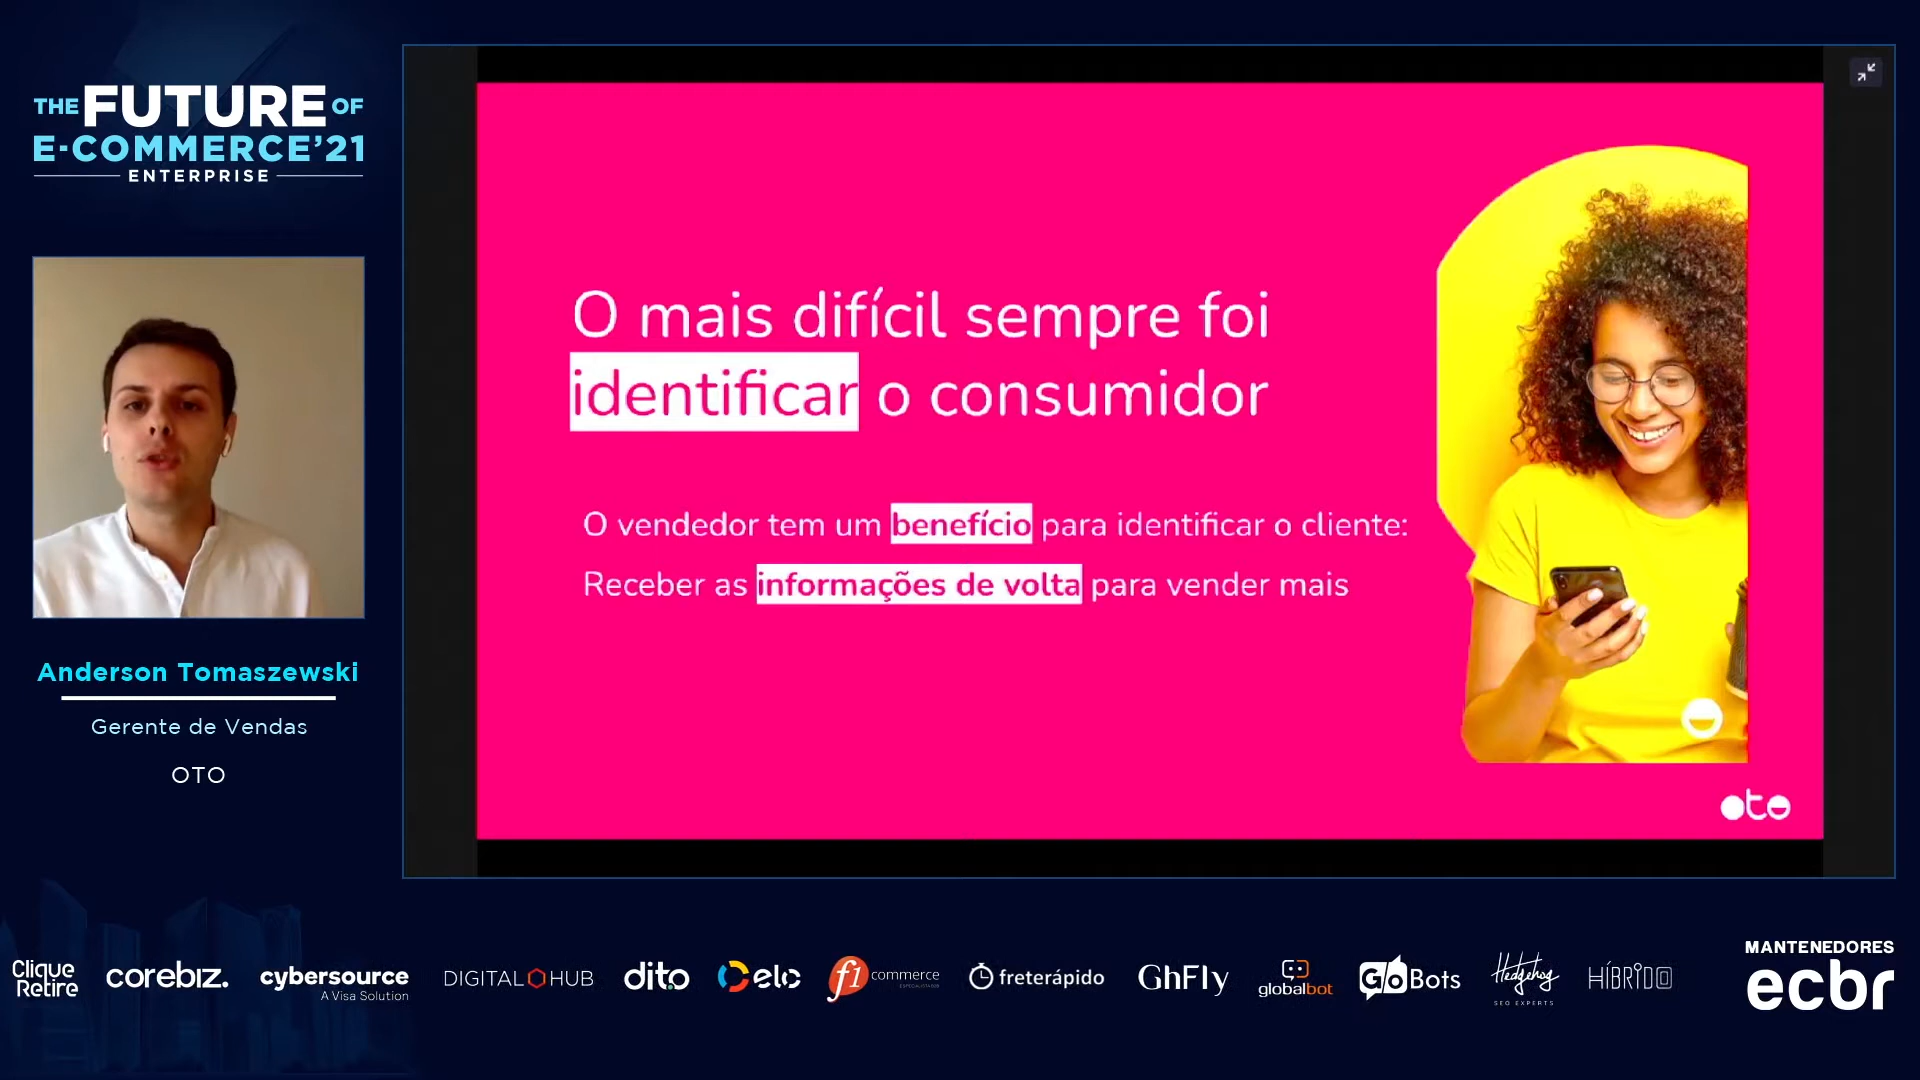 THE FUTURE OF
E-COMMERCE'21
ENTERPRISE
O mais difícil sempre foi
identificar o consumidor
O vendedor tem um benefício para identificar o cliente:
Receber as informações de volta para vender mais
oto
Anderson Tomaszewski
Gerente de Vendas
OTO
Clique
Retire
corebiz.
cybersource
A Visa Solution
DIGITAL HUB
dito
elo
f1 commerce
freterápido
GhFly
globalbot
GoBots
Hedgehog
SEO EXPERTS
HÍBRIDO
MANTENEDORES
ecbr